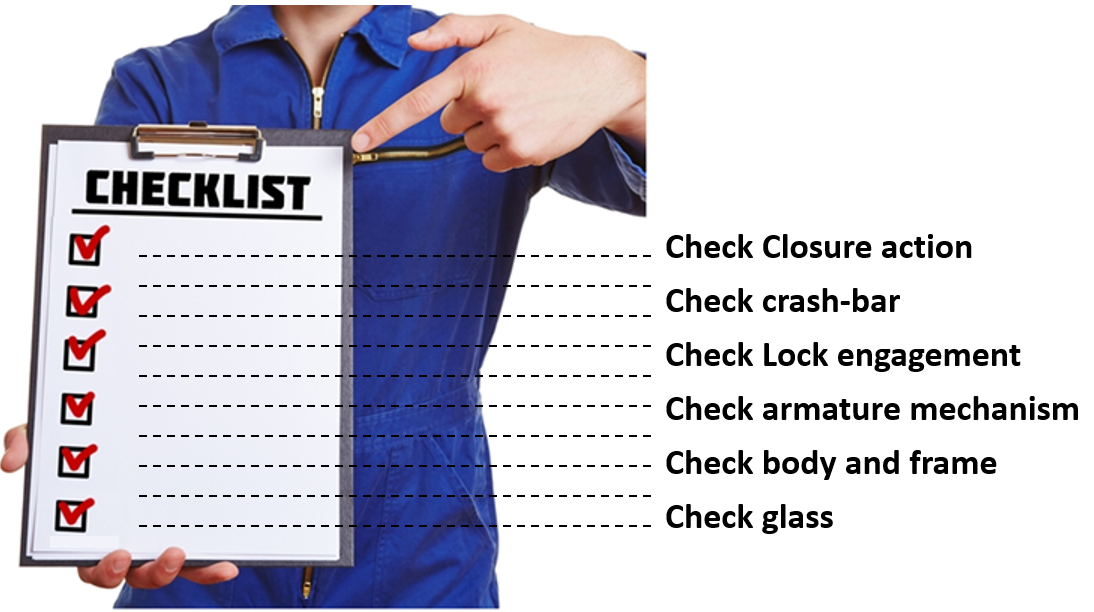 CHECKLIST
Check Closure action
Check crash-bar
Check Lock engagement
Check armature mechanism
Check body and frame
Check glass